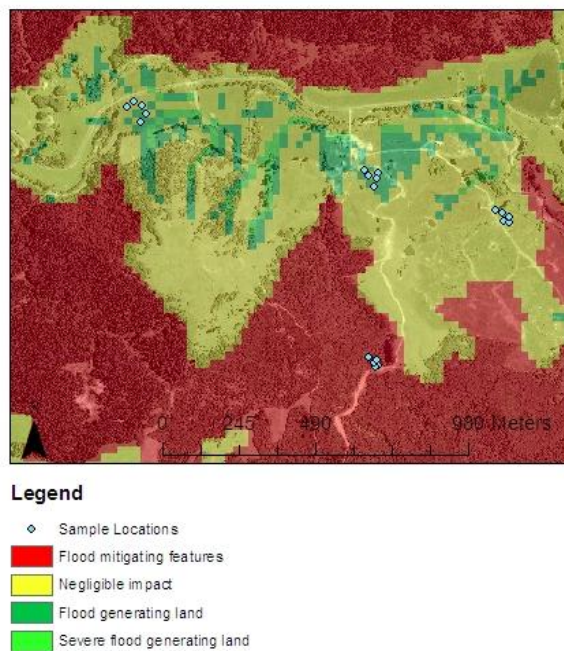 0 245 490 980 Meters
Legend
Sample Locations
Flood mitigating features
Negligible impact
Flood generating land
Severe flood generating land